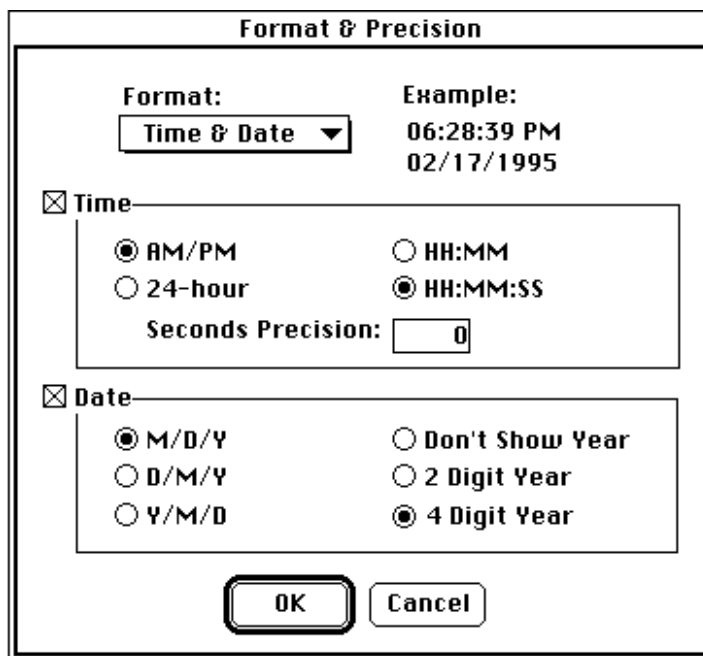 Format & Precision
Format: Example:
Time & Date 06:28:39 PM
02/17/1995
Time
AM/PM HH:MM
24-hour HH:MM:SS
Seconds Precision: 0
Date
M/D/Y Don't Show Year
D/M/Y 2 Digit Year
Y/M/D 4 Digit Year
OK Cancel